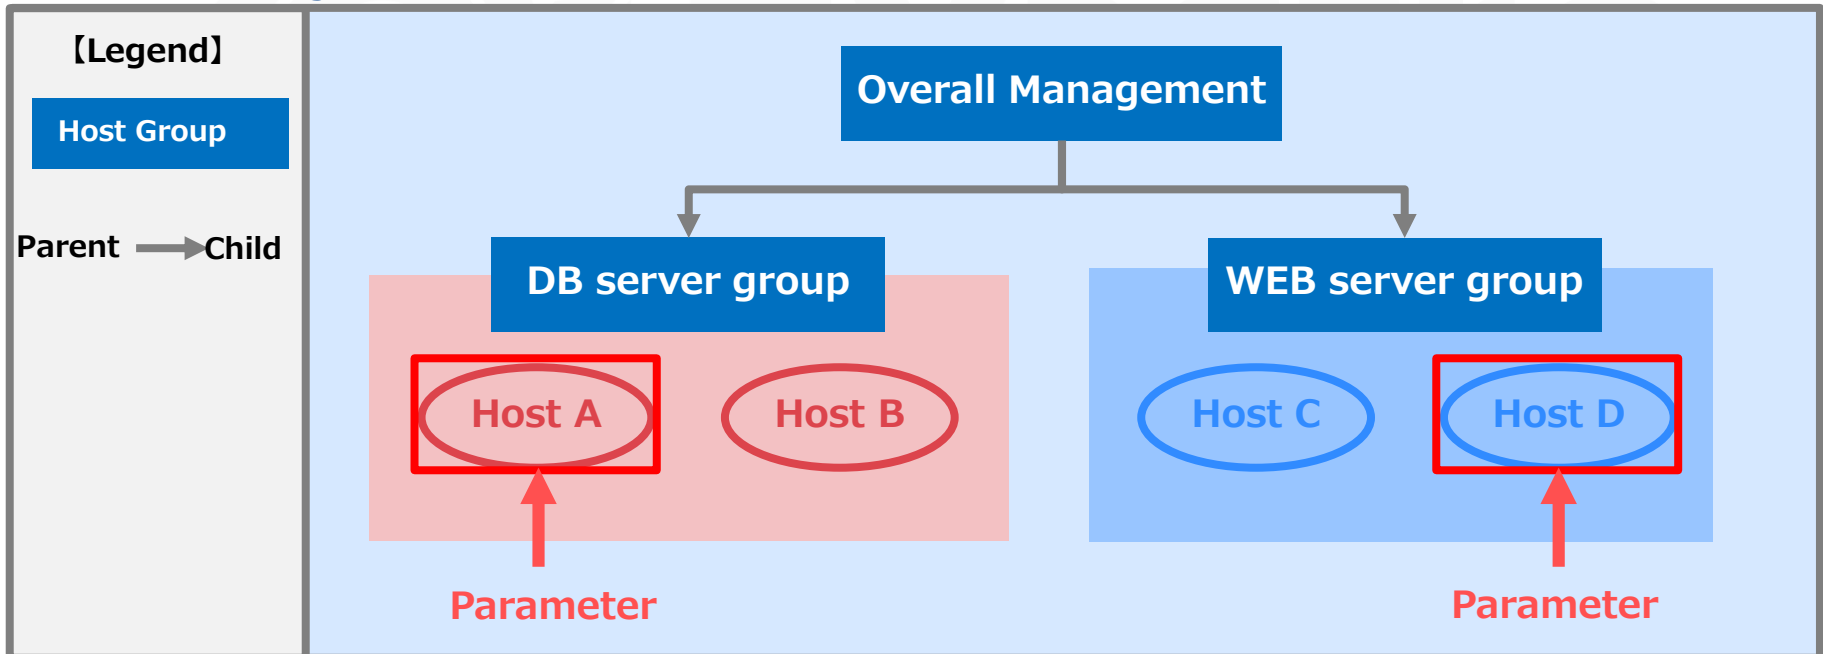 【Legend】
Host Group
Parent
Child
Overall Management
DB server group
WEB server group
Host A
Host B
Host C
Host D
Parameter
Parameter